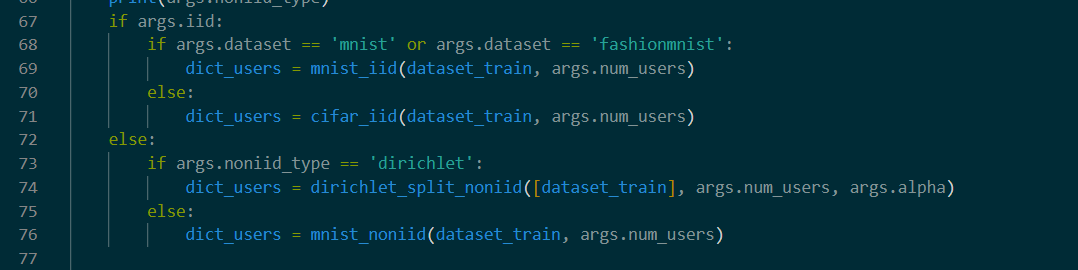 66 print(args.noniid_type)
67 if args.iid:
68 if args.dataset == 'mnist' or args.dataset == 'fashionmnist':
69 dict_users = mnist_iid(dataset_train, args.num_users)
70 else:
71 dict_users = cifar_iid(dataset_train, args.num_users)
72 else:
73 if args.noniid_type == 'dirichlet':
74 dict_users = dirichlet_split_noniid([dataset_train], args.num_users, args.alpha)
75 else:
76 dict_users = mnist_noniid(dataset_train, args.num_users)
77